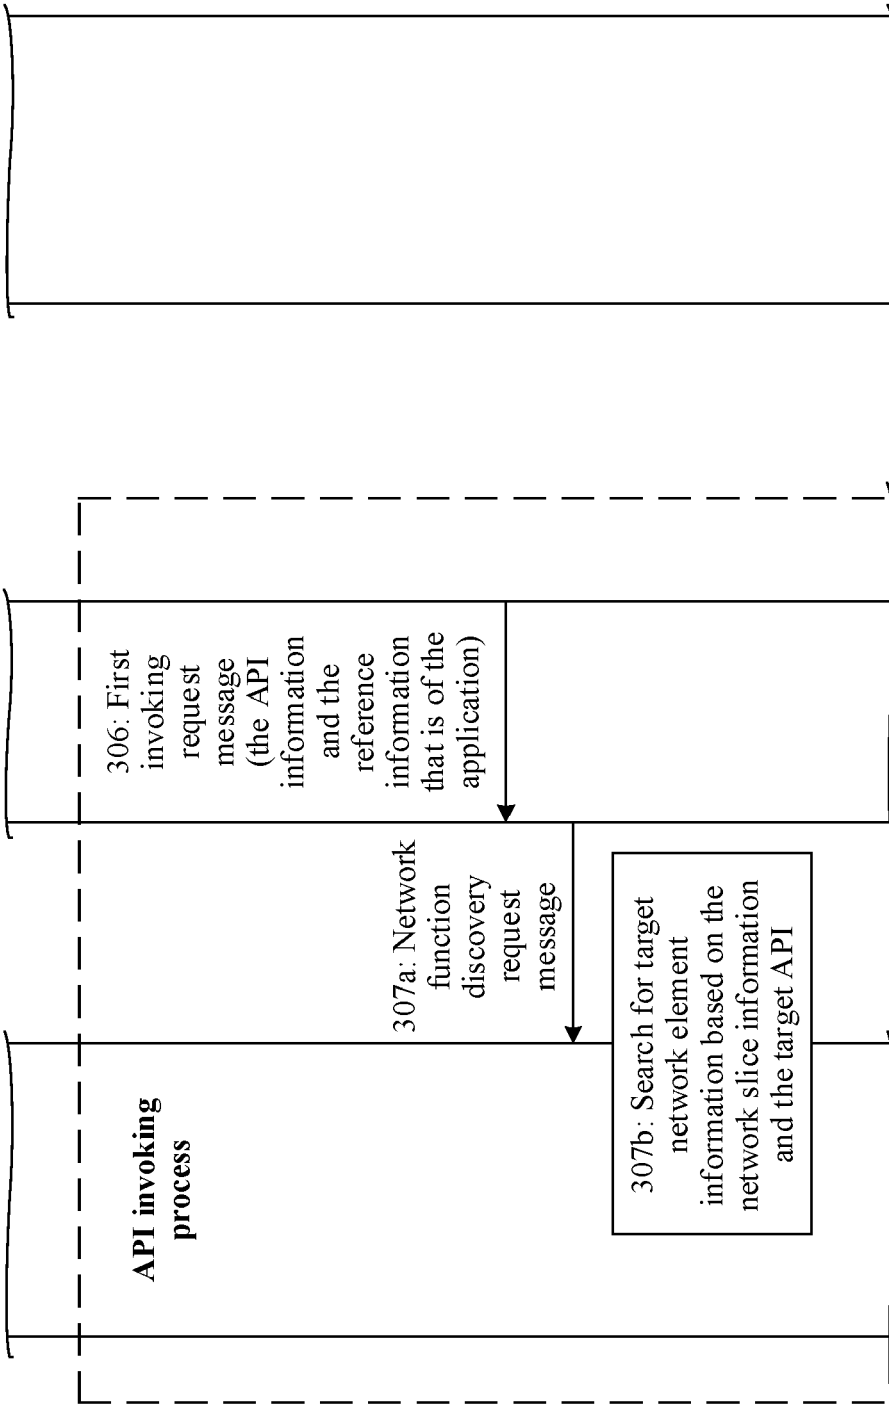 API invoking
process
306: First
invoking
request
message
(the API
information
and the
reference
information
that is of the
application)
307a: Network
function
discovery
request
message
307b: Search for target
network element
information based on the
network slice information
and the target API